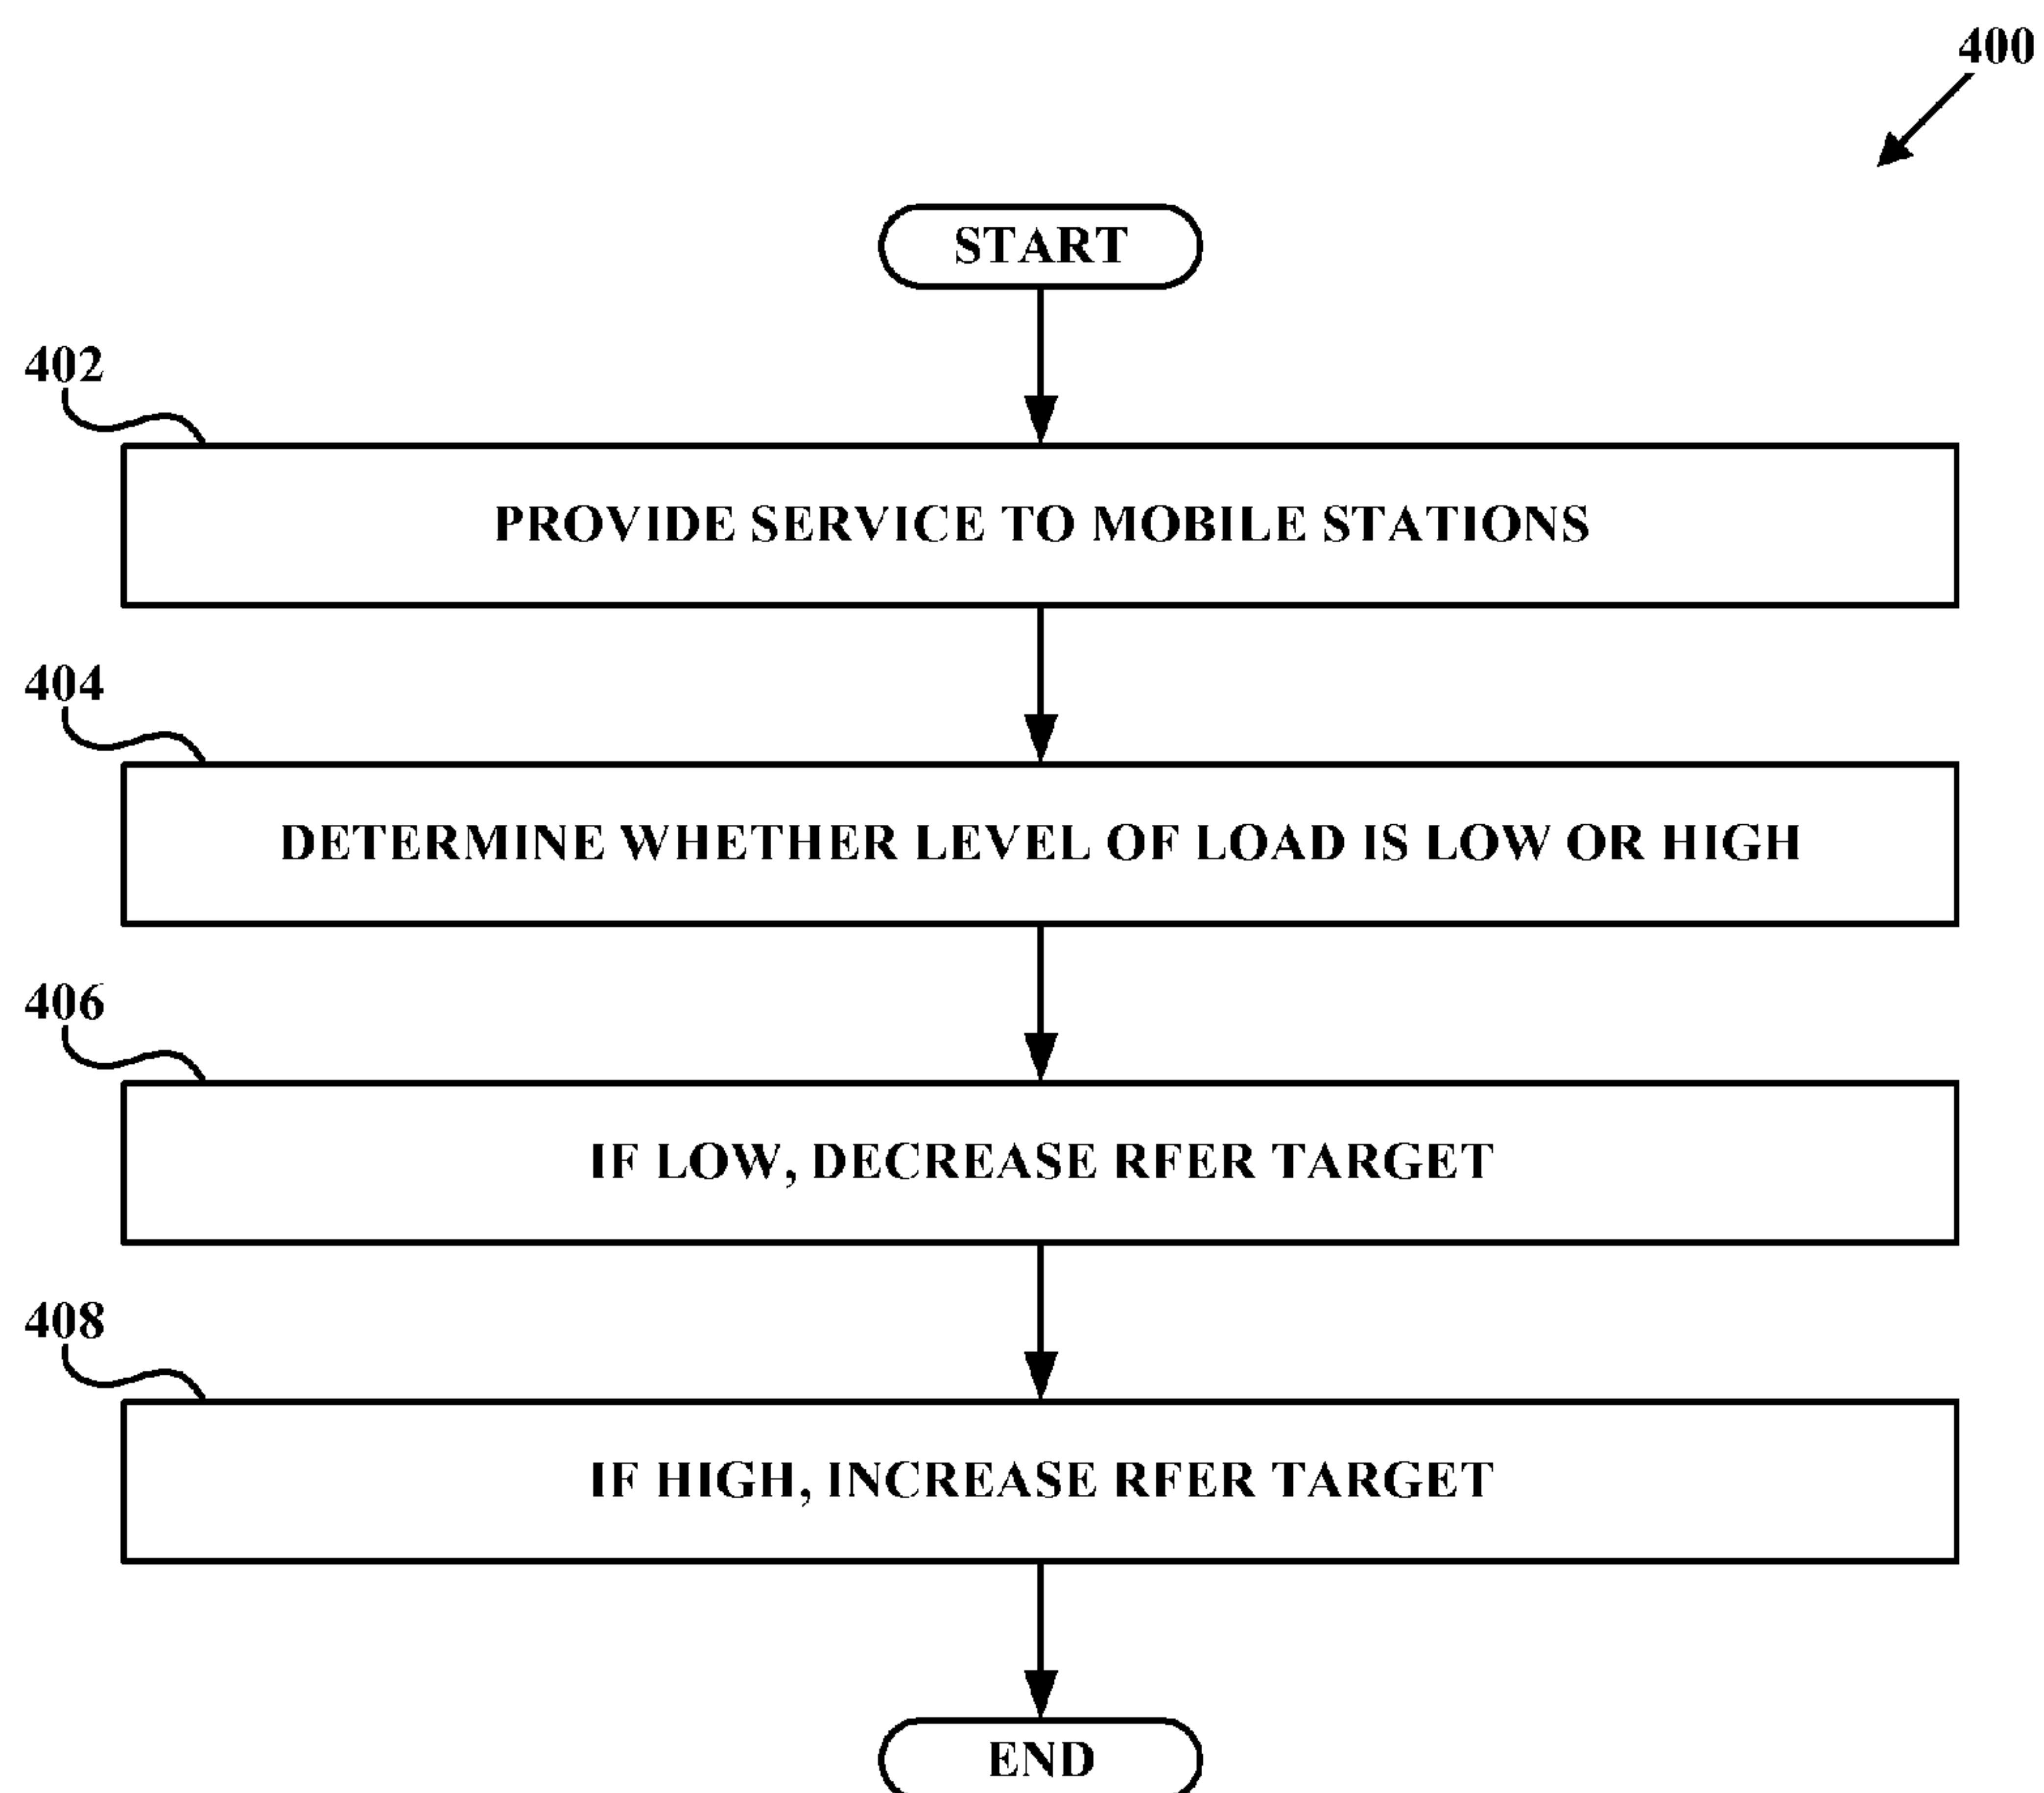 400
START
402
PROVIDE SERVICE TO MOBILE STATIONS
404
DETERMINE WHETHER LEVEL OF LOAD IS LOW OR HIGH
406
IF LOW, DECREASE RFER TARGET
408
IF HIGH, INCREASE RFER TARGET
END